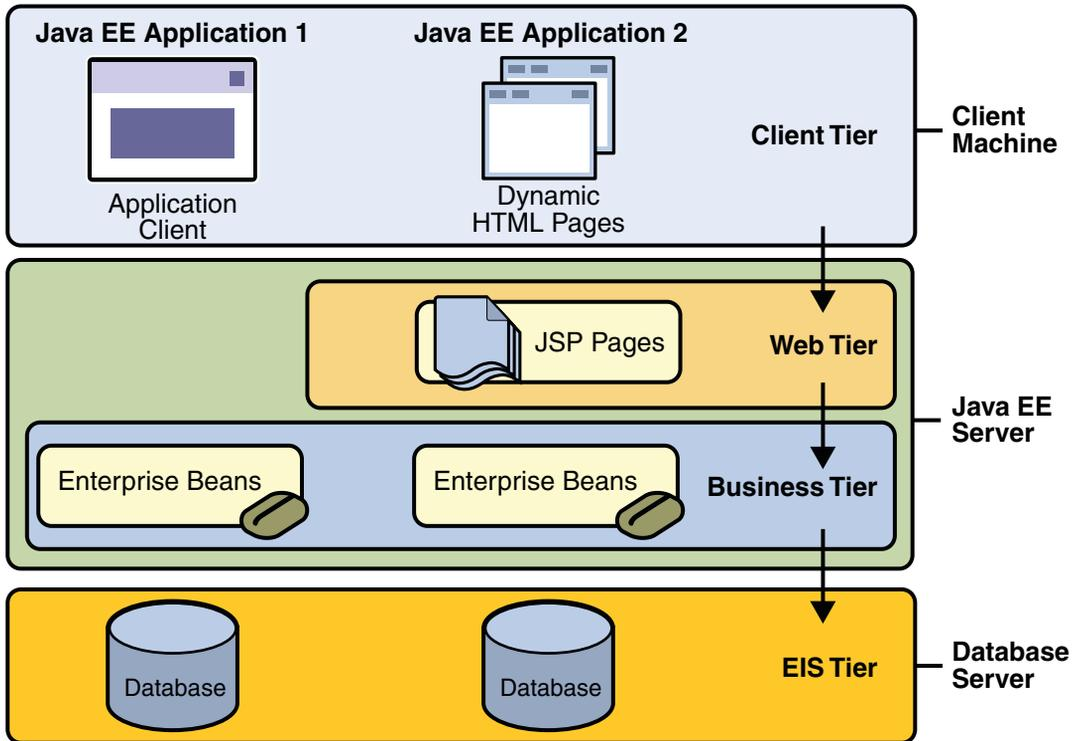 Java EE Application 1
Java EE Application 2
Application
Client
Dynamic
HTML Pages
Client Tier
Client
Machine
JSP Pages
Web Tier
Java EE
Server
Enterprise Beans
Enterprise Beans
Business Tier
Database
Database
EIS Tier
Database
Server